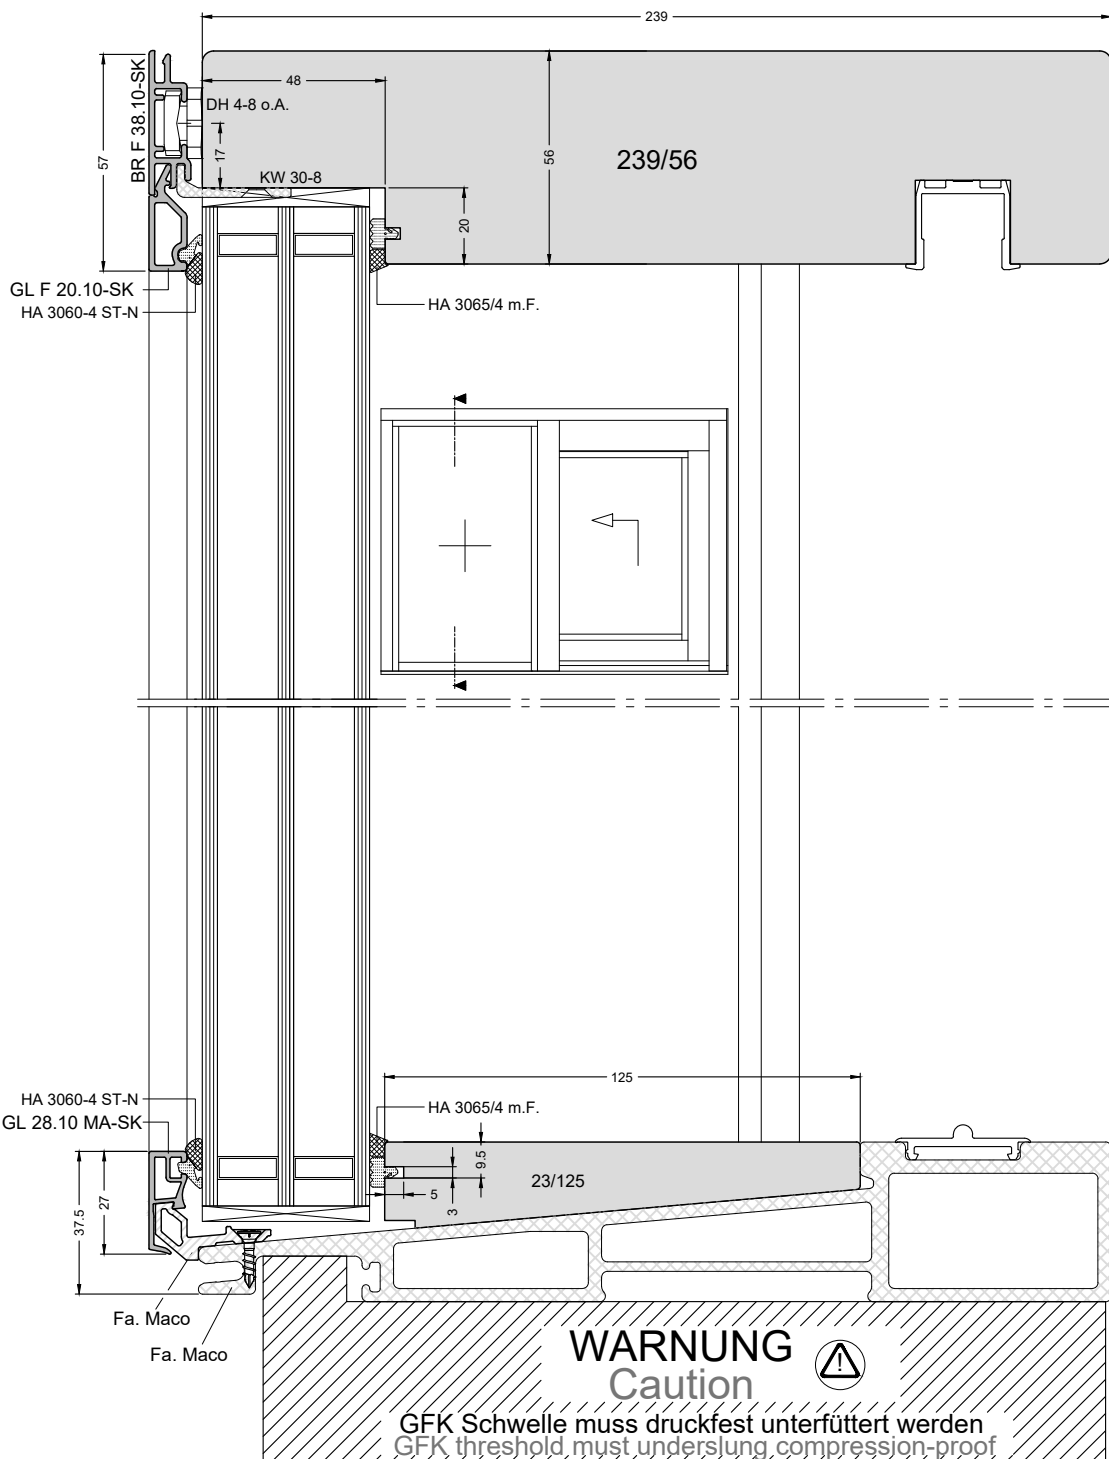 239
48
DH 4-8 o.A.
BR F 38.10-SK
57
17
56
239/56
KW 30-8
20
GL F 20.10-SK
HA 3060-4 ST-N
HA 3065/4 m.F.
125
HA 3060-4 ST-N
HA 3065/4 m.F.
GL 28.10 MA-SK
9.5
23/125
5
3
27
37.5
Fa. Maco
Fa. Maco
WARNUNG
Caution
GFK Schwelle muss druckfest unterfüttert werden
GFK threshold must underslung compression-proof